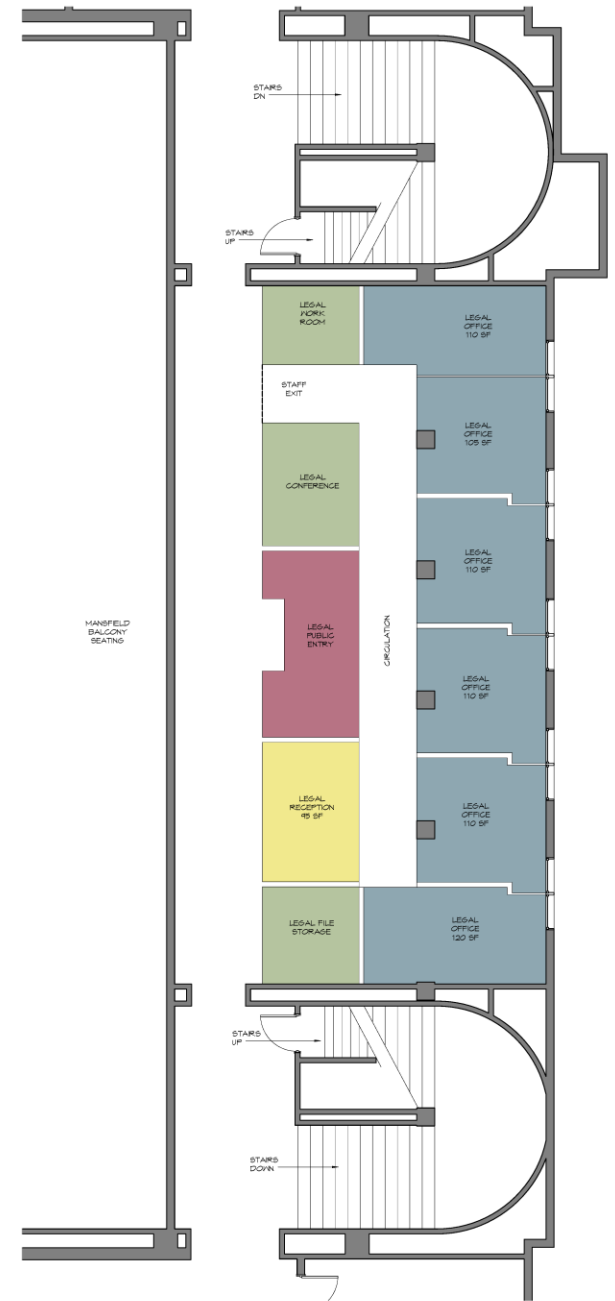 STAIRS
DN
STAIRS
UP
LEGAL
WORK
ROOM
LEGAL
OFFICE
110 SF
STAFF
EXIT
LEGAL
OFFICE
105 SF
LEGAL
CONFERENCE
LEGAL
OFFICE
110 SF
MANSFIELD
BALCONY
SEATING
LEGAL
PUBLIC
ENTRY
CIRCULATION
LEGAL
OFFICE
110 SF
LEGAL
RECEPTION
95 SF
LEGAL
OFFICE
110 SF
LEGAL FILE
STORAGE
LEGAL
OFFICE
120 SF
STAIRS
UP
STAIRS
DOWN